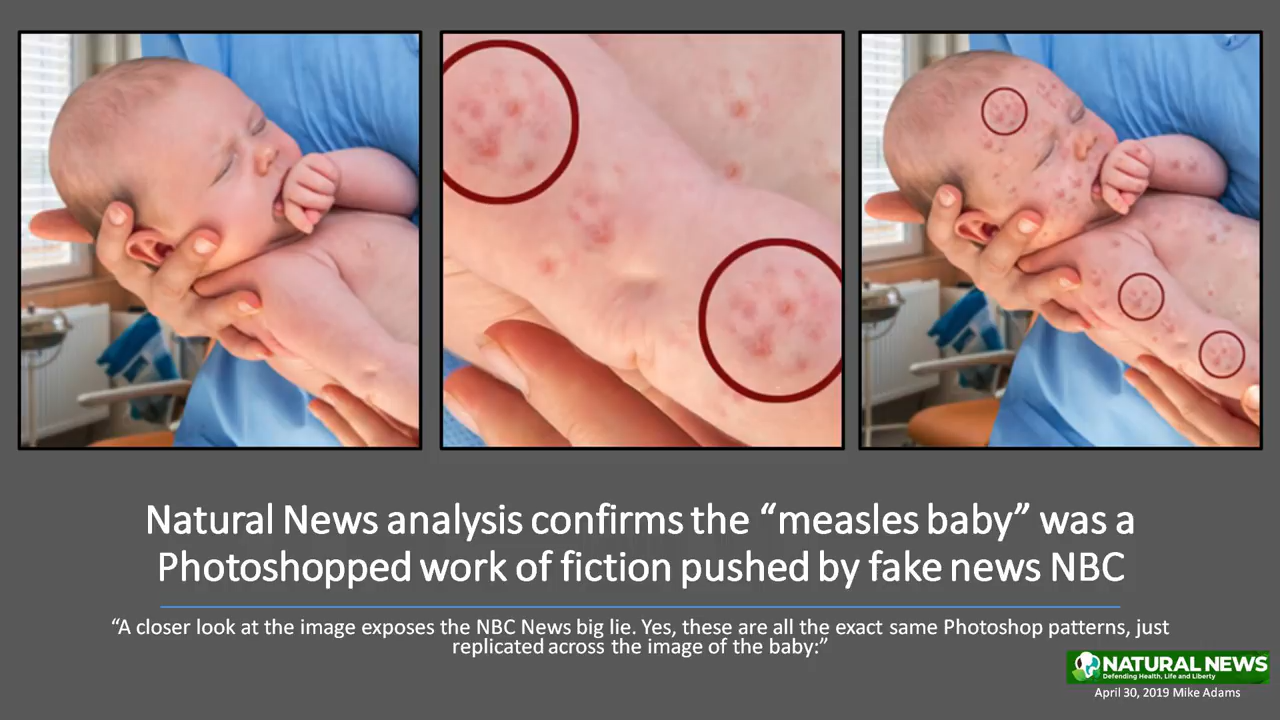 Natural News analysis confirms the “measles baby” was a
Photoshopped work of fiction pushed by fake news NBC
“A closer look at the image exposes the NBC News big lie. Yes, these are all the exact same Photoshop patterns, just
replicated across the image of the baby:”
NATURAL NEWS
Defending Health, Life and Liberty
April 30, 2019 Mike Adams